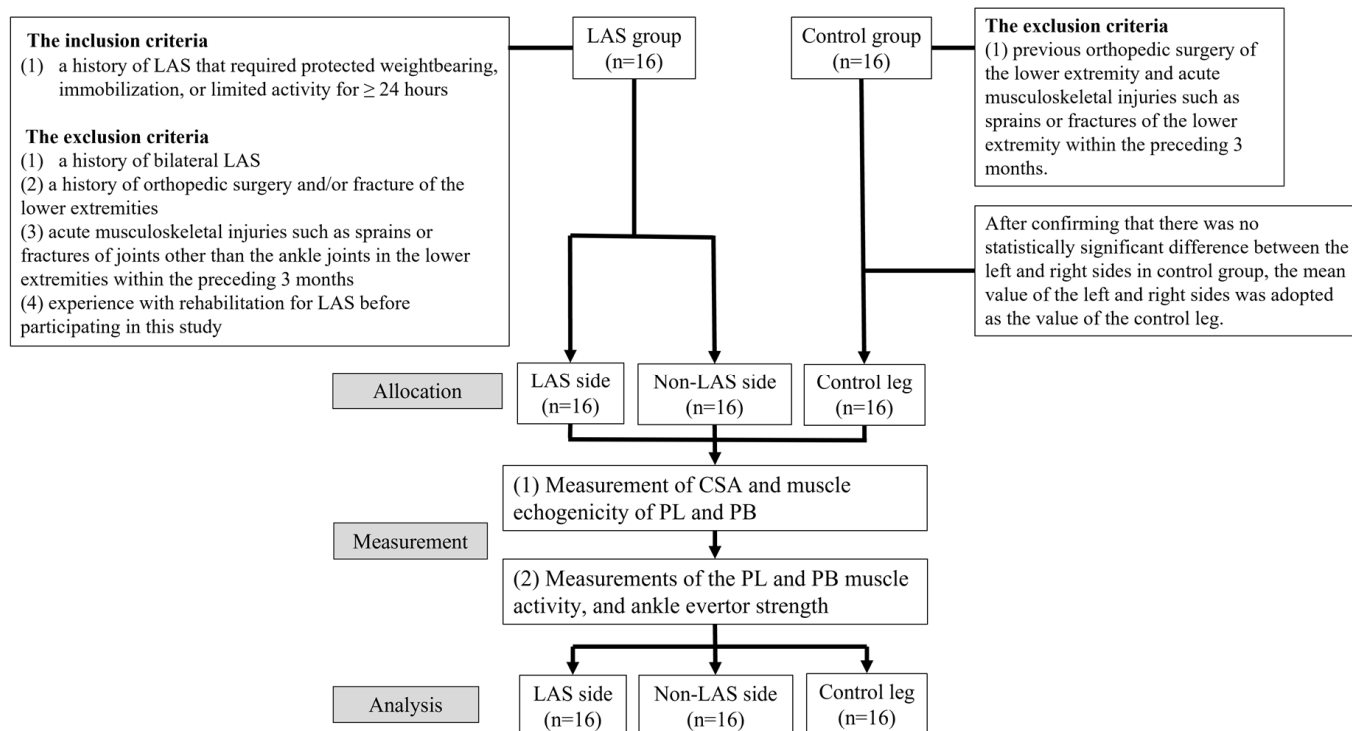 The inclusion criteria
(1) a history of LAS that required protected weightbearing,
immobilization, or limited activity for ≥ 24 hours
The exclusion criteria
(1) a history of bilateral LAS
(2) a history of orthopedic surgery and/or fracture of the
lower extremities
(3) acute musculoskeletal injuries such as sprains or
fractures of joints other than the ankle joints in the lower
extremities within the preceding 3 months
(4) experience with rehabilitation for LAS before
participating in this study
LAS group
(n=16)
Control group
(n=16)
The exclusion criteria
(1) previous orthopedic surgery of
the lower extremity and acute
musculoskeletal injuries such as
sprains or fractures of the lower
extremity within the preceding 3
months.
After confirming that there was no
statistically significant difference between the
left and right sides in control group, the mean
value of the left and right sides was adopted
as the value of the control leg.
Allocation
LAS side
(n=16)
Non-LAS side
(n=16)
Control leg
(n=16)
Measurement
(1) Measurement of CSA and muscle
echogenicity of PL and PB
(2) Measurements of the PL and PB muscle
activity, and ankle evertor strength
Analysis
LAS side
(n=16)
Non-LAS side
(n=16)
Control leg
(n=16)